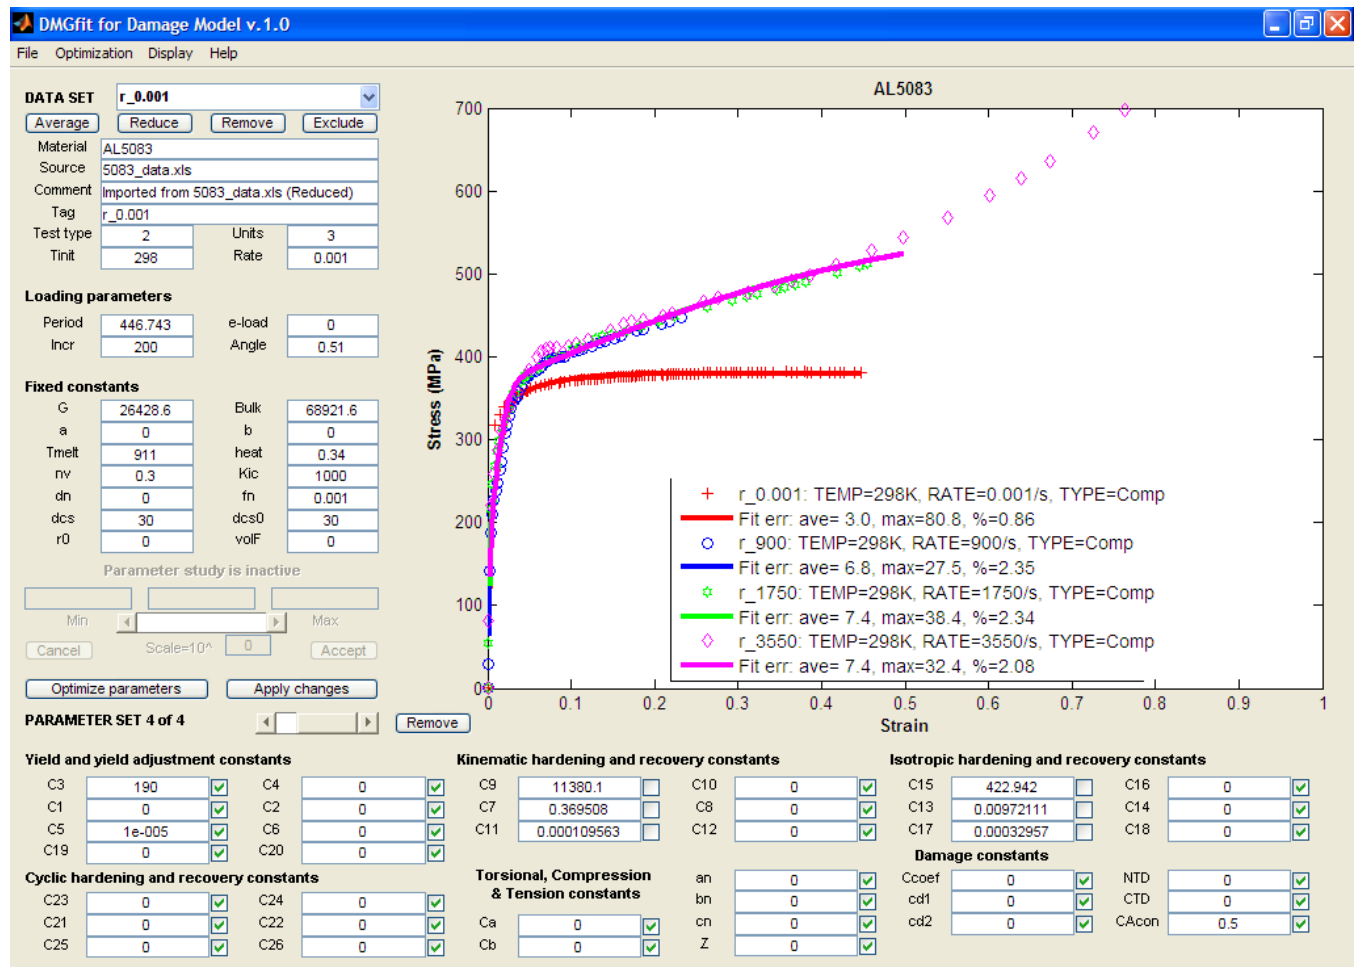 DMGfit for Damage Model v.1.0
File Optimization Display Help
DATA SET r_0.001
Average Reduce Remove Exclude
Material AL5083
Source 5083_data.xls
Comment Imported from 5083_data.xls (Reduced)
Tag r_0.001
Test type 2 Units 3
Tinit 298 Rate 0.001
Loading parameters
Period 446.743 e-load 0
Incr 200 Angle 0.51
Fixed constants
G 26428.6 Bulk 68921.6
a 0 b 0
Tmelt 911 heat 0.34
nv 0.3 Kic 1000
dn 0 fn 0.001
dcs 30 dcs0 30
r0 0 volF 0
Parameter study is inactive
Min Max
Cancel Scale=10^ 0 Accept
Optimize parameters Apply changes
PARAMETER SET 4 of 4 Remove
AL5083
700
600
500
400
300
200
100
0
Stress (MPa)
0 0.1 0.2 0.3 0.4 0.5 0.6 0.7 0.8 0.9 1
Strain
r_0.001: TEMP=298K, RATE=0.001/s, TYPE=Comp
Fit err: ave= 3.0, max=80.8, %=0.86
r_900: TEMP=298K, RATE=900/s, TYPE=Comp
Fit err: ave= 6.8, max=27.5, %=2.35
r_1750: TEMP=298K, RATE=1750/s, TYPE=Comp
Fit err: ave= 7.4, max=38.4, %=2.34
r_3550: TEMP=298K, RATE=3550/s, TYPE=Comp
Fit err: ave= 7.4, max=32.4, %=2.08
Yield and yield adjustment constants
C3 190 C4 0
C1 0 C2 0
C5 1e-005 C6 0
C19 0 C20 0
Cyclic hardening and recovery constants
C23 0 C24 0
C21 0 C22 0
C25 0 C26 0
Kinematic hardening and recovery constants
C9 11380.1 C10 0
C7 0.369508 C8 0
C11 0.000109563 C12 0
Torsional, Compression
& Tension constants
Ca 0
Cb 0
an 0
bn 0
cn 0
Z 0
Isotropic hardening and recovery constants
C15 422.942 C16 0
C13 0.00972111 C14 0
C17 0.00032957 C18 0
Damage constants
Ccoef 0 NTD 0
cd1 0 CTD 0
cd2 0 CAcon 0.5